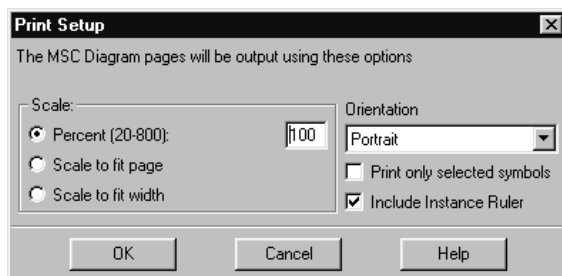 Print Setup
The MSC Diagram pages will be output using these options
Scale:
Percent (20-800):
100
Scale to fit page
Scale to fit width
Orientation
Portrait
Print only selected symbols
Include Instance Ruler
OK
Cancel
Help